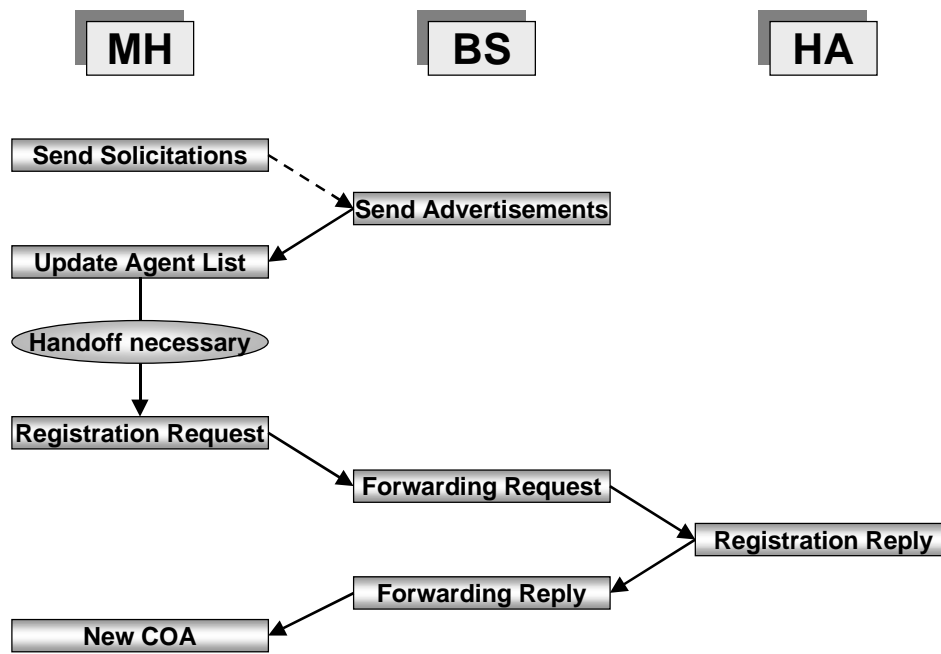 MH
BS
HA
Send Solicitations
Send Advertisements
Update Agent List
Handoff necessary
Registration Request
Forwarding Request
Registration Reply
Forwarding Reply
New COA